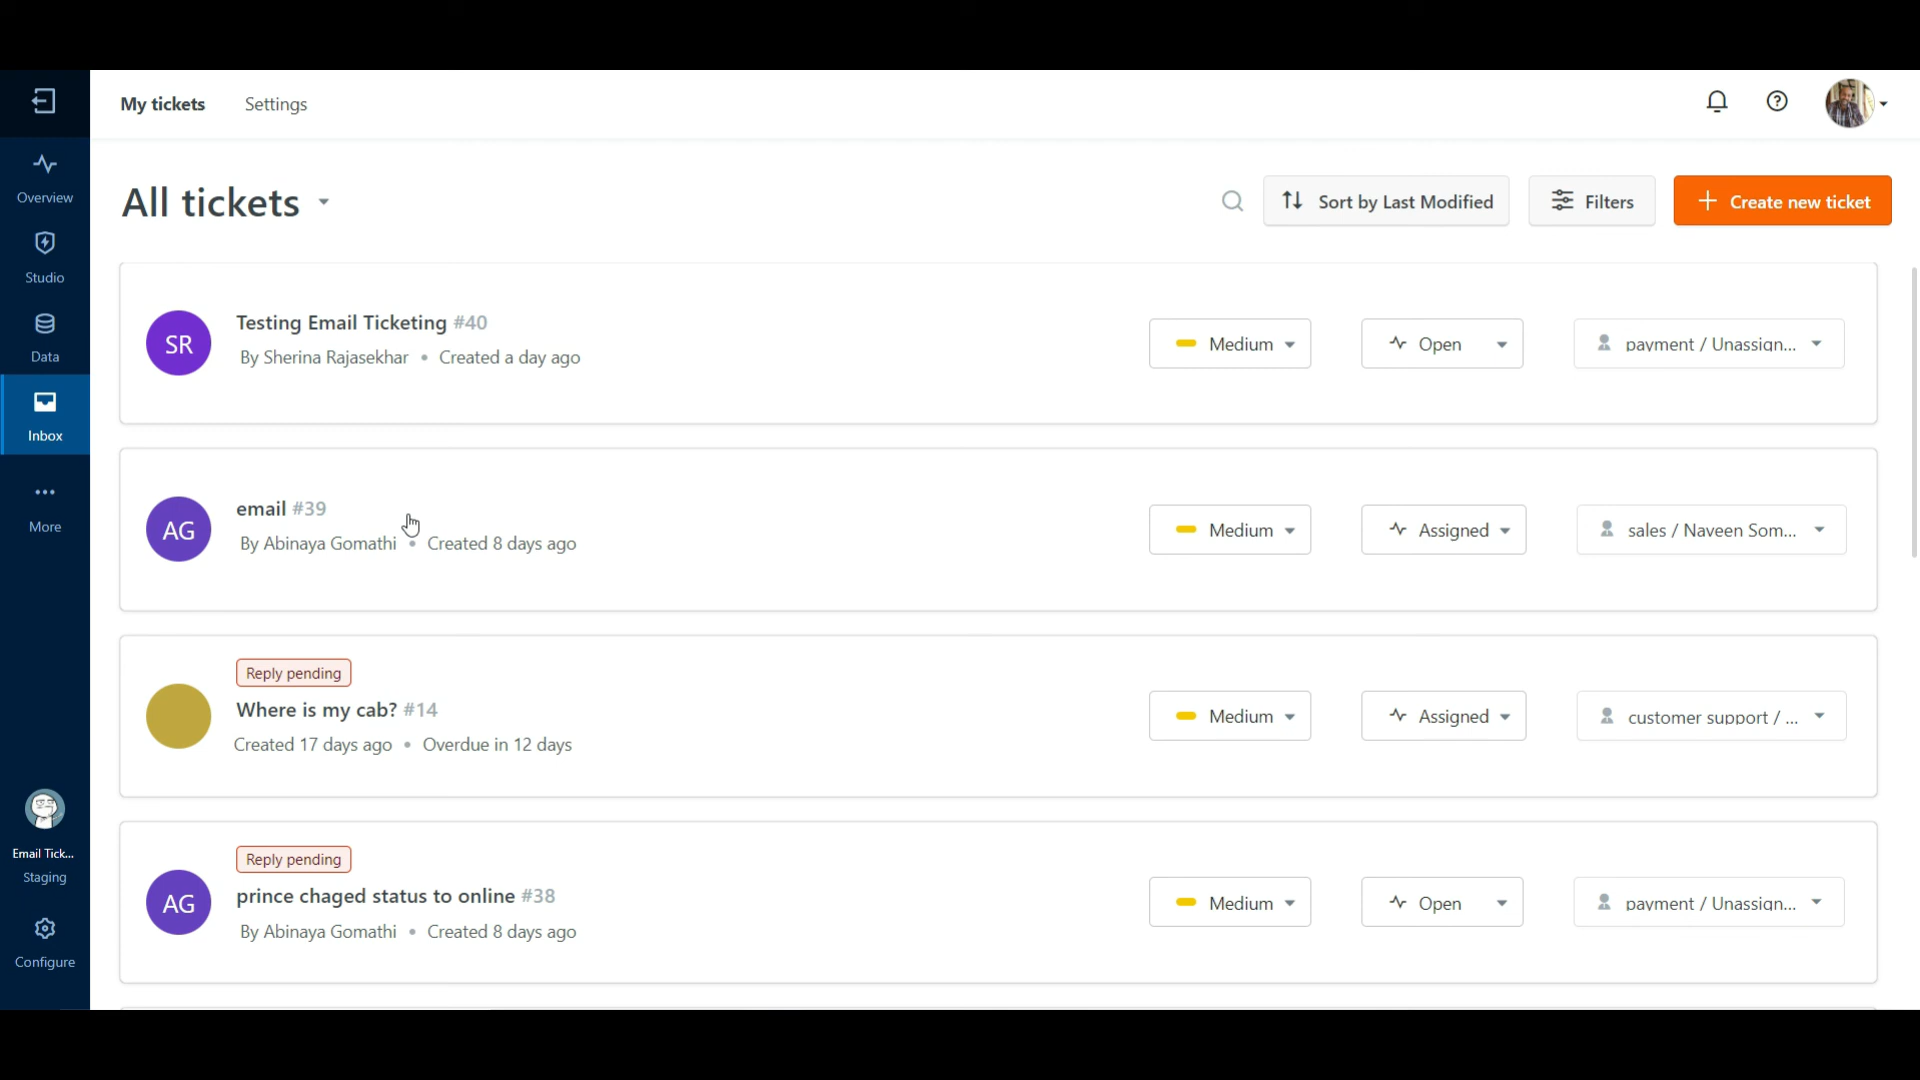 My tickets Settings
Overview
Studio
Data
Inbox
More
Email Tick...
Staging
Configure
All tickets
Sort by Last Modified Filters Create new ticket
SR
Testing Email Ticketing #40
By Sherina Rajasekhar • Created a day ago
Medium Open payment / Unassign...
AG
email #39
By Abinaya Gomathi • Created 8 days ago
Medium Assigned sales / Naveen Som...
Reply pending
Where is my cab? #14
Created 17 days ago • Overdue in 12 days
Medium Assigned customer support / ...
Reply pending
AG
prince chaged status to online #38
By Abinaya Gomathi • Created 8 days ago
Medium Open payment / Unassign...